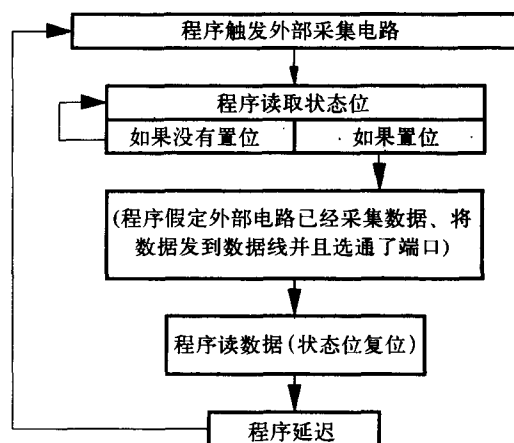 程序触发外部采集电路
程序读取状态位
如果没有置位
如果置位
(程序假定外部电路已经采集数据、将
数据发到数据线并且选通了端口)
程序读数据(状态位复位)
程序延迟